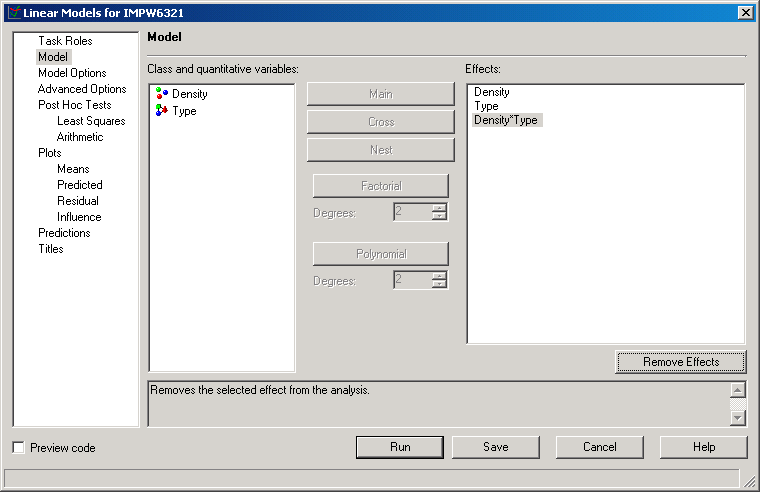 Linear Models for IMPW6321
Task Roles
Model
Model Options
Advanced Options
Post Hoc Tests
Least Squares
Arithmetic
Plots
Means
Predicted
Residual
Influence
Predictions
Titles
Model
Class and quantitative variables:
Density
Type
Main
Cross
Nest
Factorial
Degrees: 2
Polynomial
Degrees: 2
Effects:
Density
Type
Density*Type
Remove Effects
Removes the selected effect from the analysis.
Preview code
Run
Save
Cancel
Help